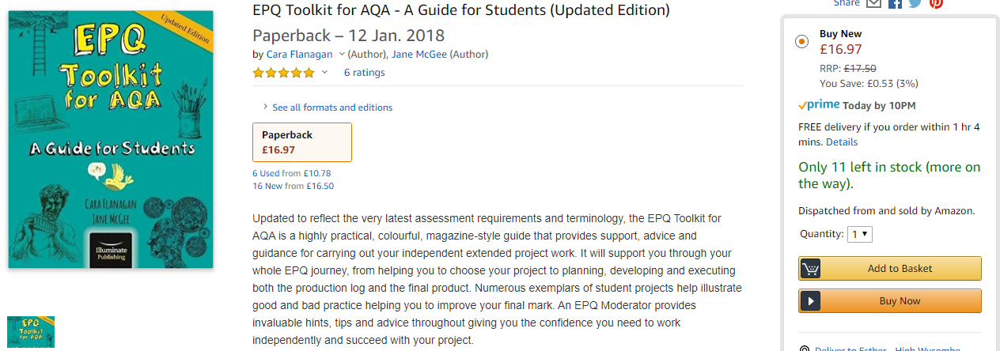 EPQ
Toolkit
for AQA
Updated Edition
A Guide for Students
CARA FLANAGAN
JANE MCGEE
Illuminate
Publishing
EPQ
Toolkit
for AQA
EPQ Toolkit for AQA - A Guide for Students (Updated Edition)
Paperback – 12 Jan. 2018
by Cara Flanagan (Author), Jane McGee (Author)
6 ratings
See all formats and editions
Paperback
£16.97
6 Used from £10.78
16 New from £16.50
Updated to reflect the very latest assessment requirements and terminology, the EPQ Toolkit for
AQA is a highly practical, colourful, magazine-style guide that provides support, advice and
guidance for carrying out your independent extended project work. It will support you through your
whole EPQ journey, from helping you to choose your project to planning, developing and executing
both the production log and the final product. Numerous exemplars of student projects help illustrate
good and bad practice helping you to improve your final mark. An EPQ Moderator provides
invaluable hints, tips and advice throughout giving you the confidence you need to work
independently and succeed with your project.
Share
Buy New
£16.97
RRP: £17.50
You Save: £0.53 (3%)
prime Today by 10PM
FREE delivery if you order within 1 hr 4
mins. Details
Only 11 left in stock (more on
the way).
Dispatched from and sold by Amazon.
Quantity: 1
Add to Basket
Buy Now
Deliver to Esther - High Wycombe